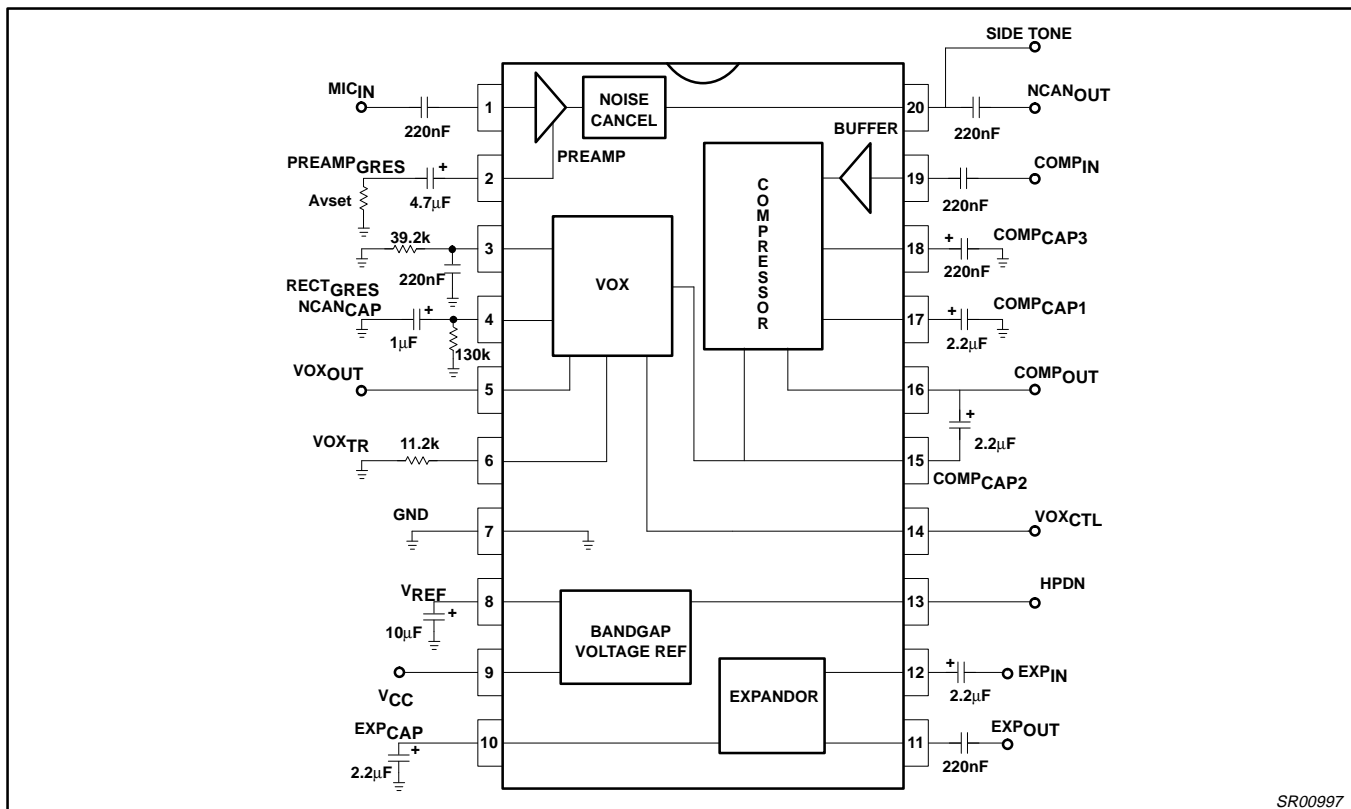 SIDE TONE
MICIN
220nF
1
NOISE
CANCEL
20
NCANOUT
220nF
PREAMP
BUFFER
PREAMPGRES
+
2
Avset
4.7μF
COMPRESSOR
19
COMPIN
220nF
39.2k
3
220nF
VOX
18
COMPCAP3
+
220nF
RECTGRES
NCANCAP
+
4
1μF
130k
17
COMPCAP1
+
2.2μF
VOXOUT
5
16
COMPOUT
+
2.2μF
VOXTR
11.2k
6
15
COMPCAP2
GND
7
14
VOXCTL
VREF
8
+
10μF
BANDGAP
VOLTAGE REF
13
HPDN
9
VCC
EXPANDOR
12
+
EXPIN
2.2μF
EXPCAP
10
+
2.2μF
11
EXPOUT
220nF
SR00997